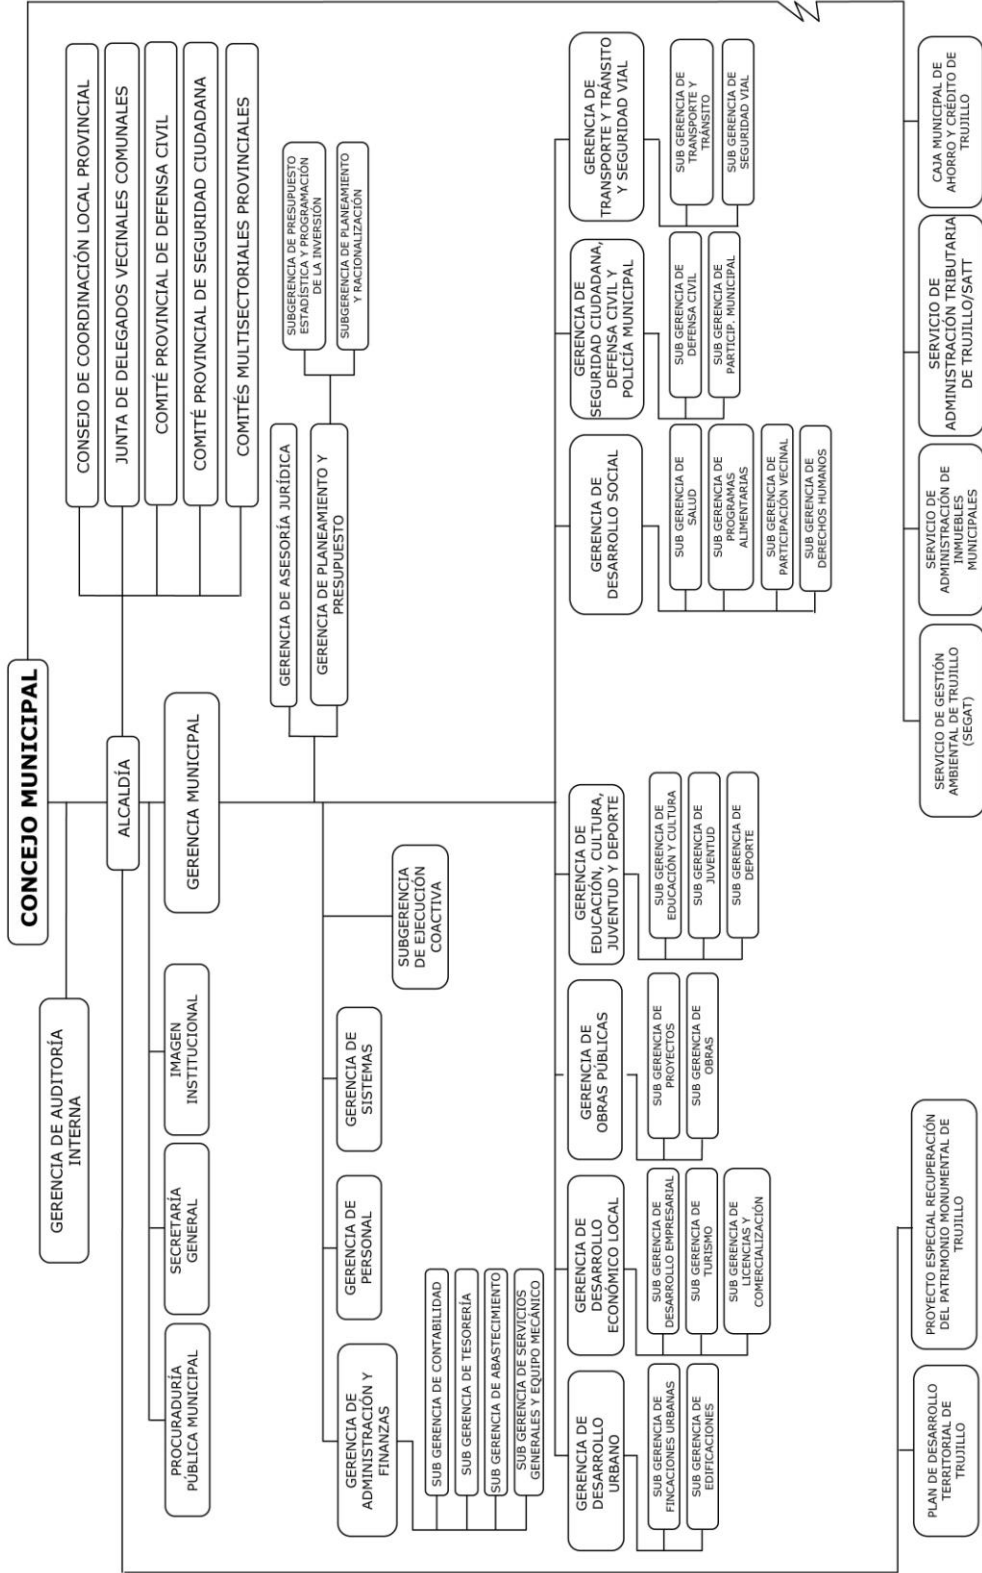 CONCEJO MUNICIPAL
GERENCIA DE AUDITORÍA
INTERNA
CONSEJO DE COORDINACIÓN LOCAL PROVINCIAL
JUNTA DE DELEGADOS VECINALES COMUNALES
COMITÉ PROVINCIAL DE DEFENSA CIVIL
COMITÉ PROVINCIAL DE SEGURIDAD CIUDADANA
COMITÉS MULTISECTORIALES PROVINCIALES
ALCALDÍA
PROCURADURÍA
PÚBLICA MUNICIPAL
SECRETARÍA
GENERAL
IMAGEN
INSTITUCIONAL
GERENCIA MUNICIPAL
GERENCIA DE ASESORÍA JURÍDICA
GERENCIA DE PLANEAMIENTO Y
PRESUPUESTO
SUBGERENCIA DE PRESUPUESTO
ESTADÍSTICA Y PROGRAMACIÓN
DE LA INVERSIÓN
SUBGERENCIA DE PLANEAMIENTO
Y RACIONALIZACIÓN
GERENCIA DE
ADMINISTRACIÓN Y
FINANZAS
GERENCIA DE
PERSONAL
GERENCIA DE
SISTEMAS
SUBGERENCIA
DE EJECUCIÓN
COACTIVA
SUB GERENCIA DE CONTABILIDAD
SUB GERENCIA DE TESORERÍA
SUB GERENCIA DE ABASTECIMIENTO
SUB GERENCIA DE SERVICIOS
GENERALES Y EQUIPO MECÁNICO
GERENCIA DE
DESARROLLO
URBANO
SUB GERENCIA DE
FINCACIONES URBANAS
SUB GERENCIA DE
EDIFICACIONES
GERENCIA DE
DESARROLLO
ECONÓMICO LOCAL
SUB GERENCIA DE
DESARROLLO EMPRESARIAL
SUB GERENCIA DE
TURISMO
SUB GERENCIA DE
LICENCIAS Y
COMERCIALIZACIÓN
GERENCIA DE
OBRAS PÚBLICAS
SUB GERENCIA DE
PROYECTOS
SUB GERENCIA DE
OBRAS
GERENCIA DE
EDUCACIÓN, CULTURA,
JUVENTUD Y DEPORTE
SUB GERENCIA DE
EDUCACIÓN Y CULTURA
SUB GERENCIA DE
JUVENTUD
SUB GERENCIA DE
DEPORTE
GERENCIA DE
DESARROLLO SOCIAL
SUB GERENCIA DE
SALUD
SUB GERENCIA DE
PROGRAMAS
ALIMENTARIAS
SUB GERENCIA DE
PARTICIPACIÓN VECINAL
SUB GERENCIA DE
DERECHOS HUMANOS
GERENCIA DE
SEGURIDAD CIUDADANA,
DEFENSA CIVIL Y
POLICÍA MUNICIPAL
SUB GERENCIA DE
DEFENSA CIVIL
SUB GERENCIA DE
PARTICIP. MUNICIPAL
GERENCIA DE
TRANSPORTE Y TRÁNSITO
Y SEGURIDAD VIAL
SUB GERENCIA DE
TRANSPORTE Y
TRÁNSITO
SUB GERENCIA DE
SEGURIDAD VIAL
PLAN DE DESARROLLO
TERRITORIAL DE
TRUJILLO
PROYECTO ESPECIAL RECUPERACIÓN
DEL PATRIMONIO MONUMENTAL DE
TRUJILLO
SERVICIO DE GESTIÓN
AMBIENTAL DE TRUJILLO
(SEGAT)
SERVICIO DE
ADMINISTRACIÓN DE
INMUEBLES
MUNICIPALES
SERVICIO DE
ADMINISTRACIÓN TRIBUTARIA
DE TRUJILLO/SATT
CAJA MUNICIPAL DE
AHORRO Y CRÉDITO DE
TRUJILLO